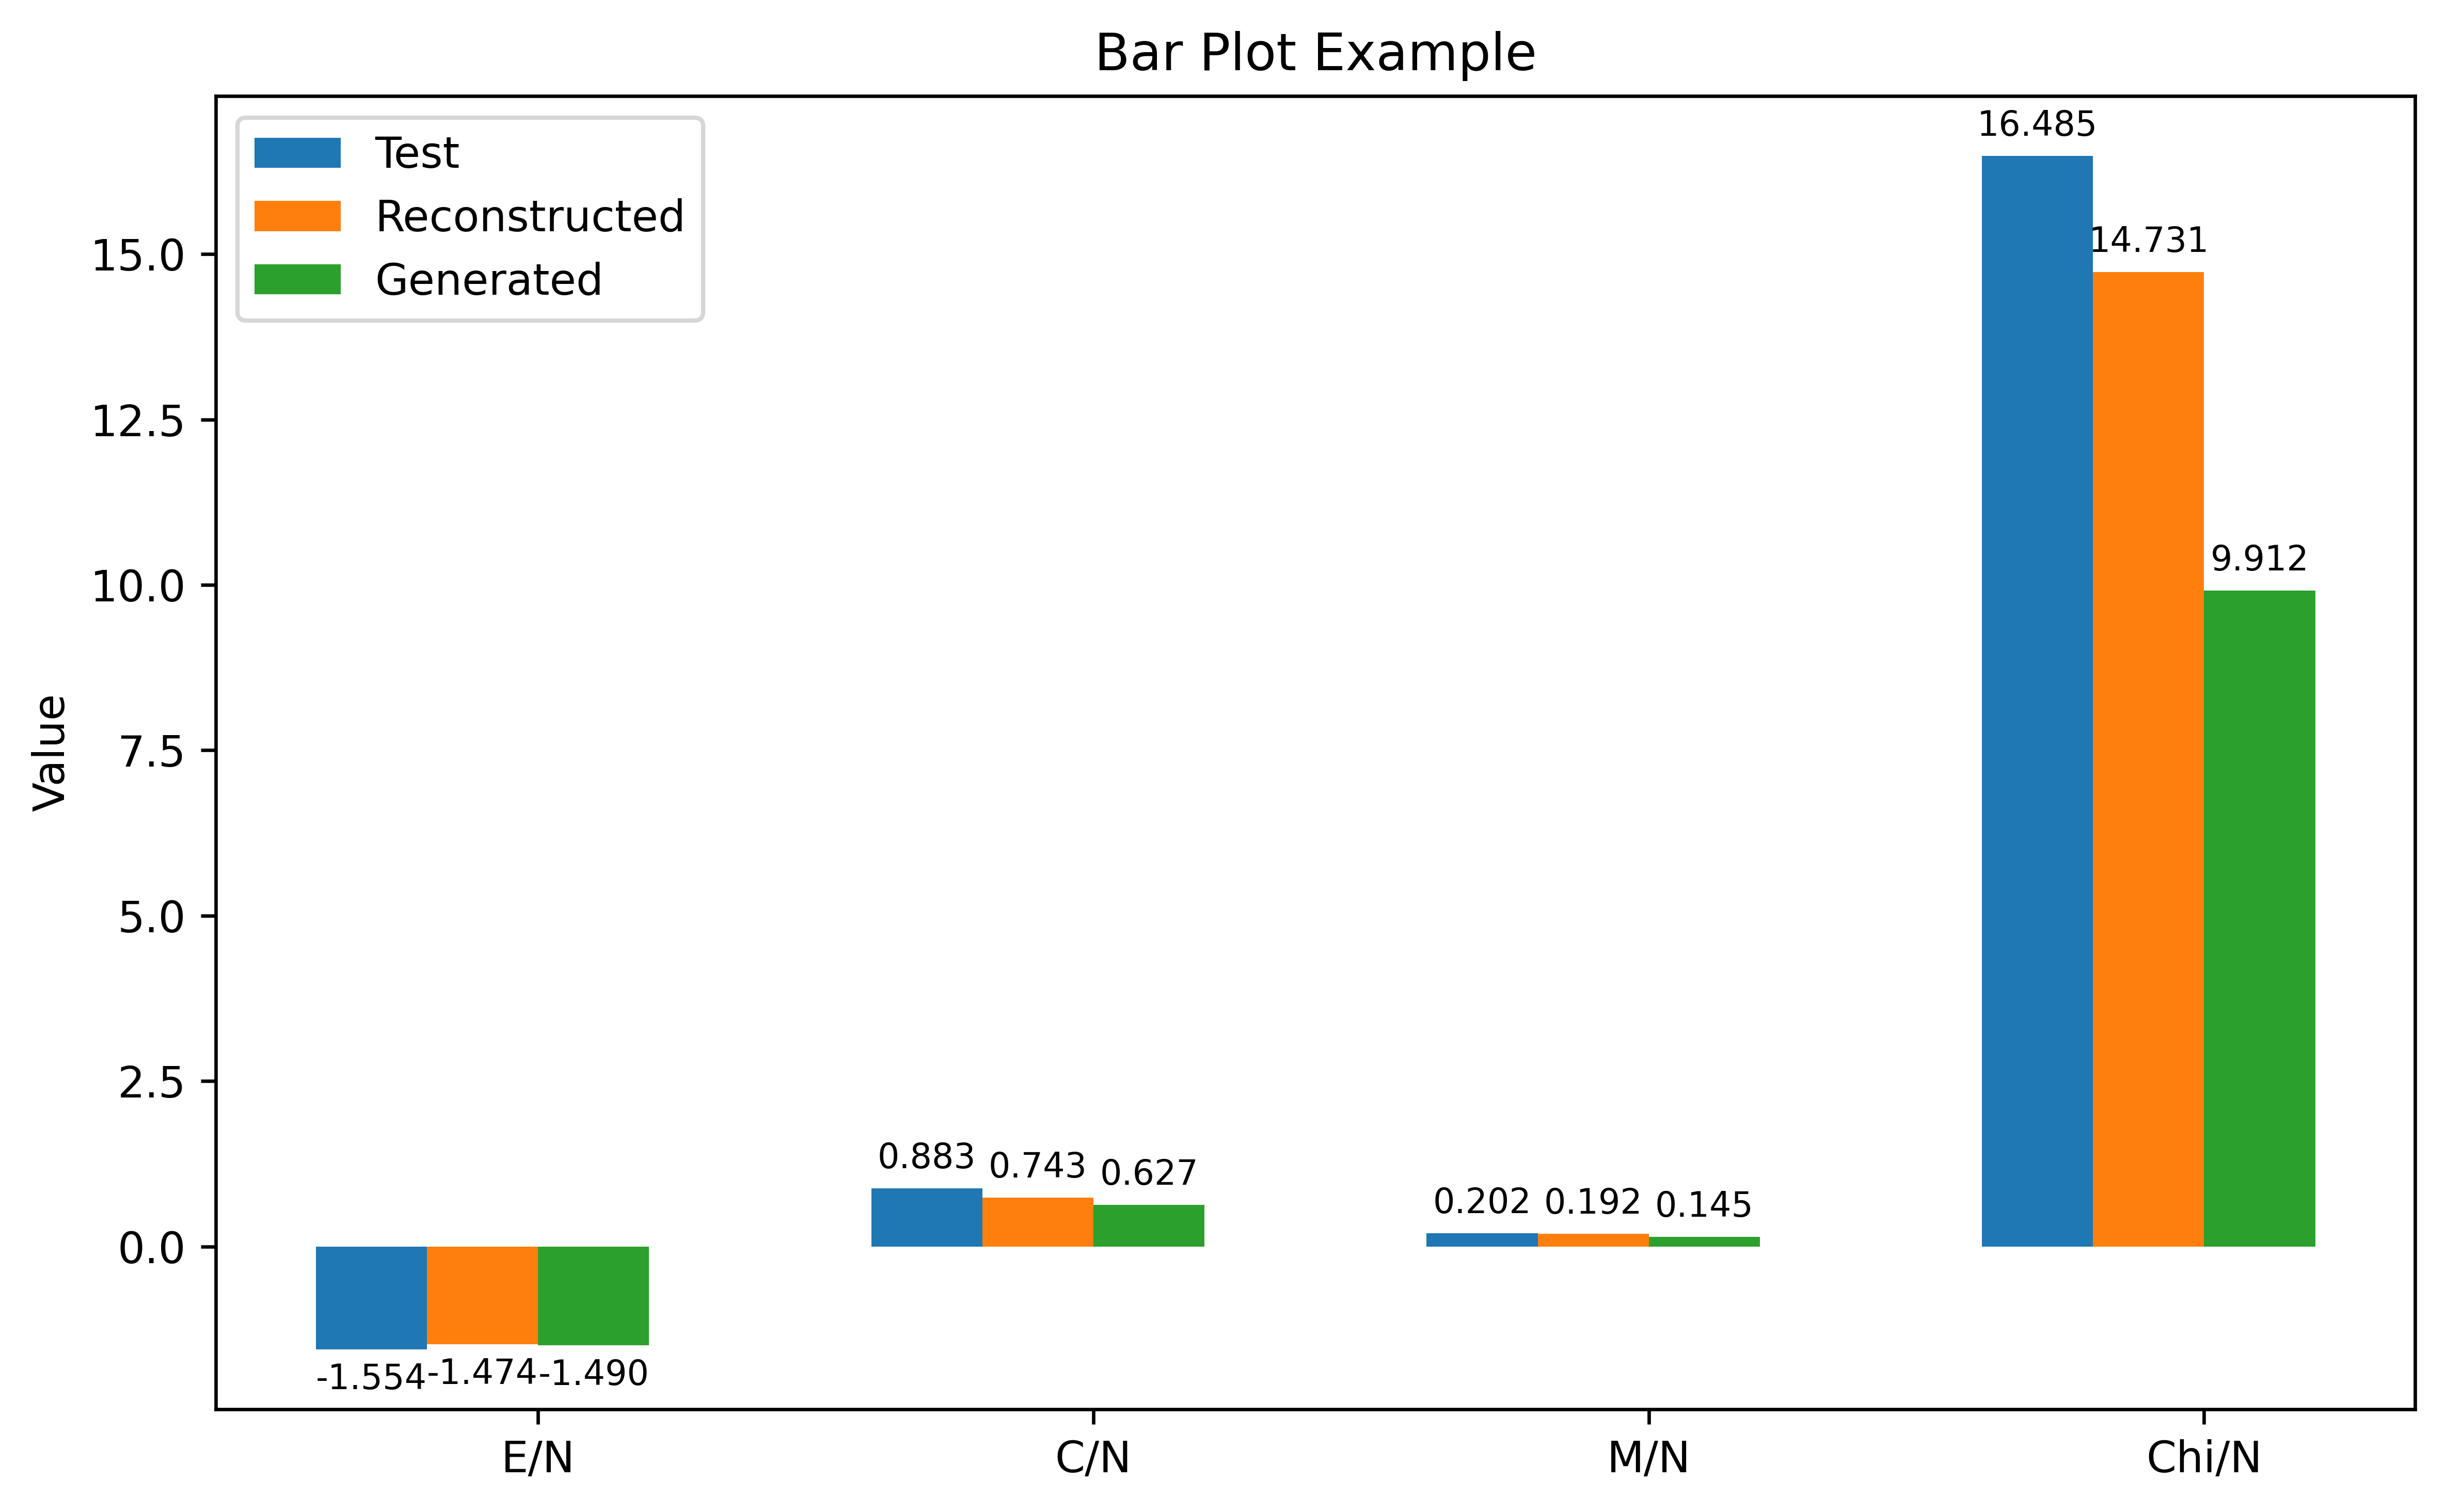 Bar Plot Example
Test
Reconstructed
Generated
Value
15.0
12.5
10.0
7.5
5.0
2.5
0.0
16.485
14.731
9.912
0.883
0.743
0.627
0.202
0.192
0.145
-1.554
-1.474
-1.490
E/N
C/N
M/N
Chi/N